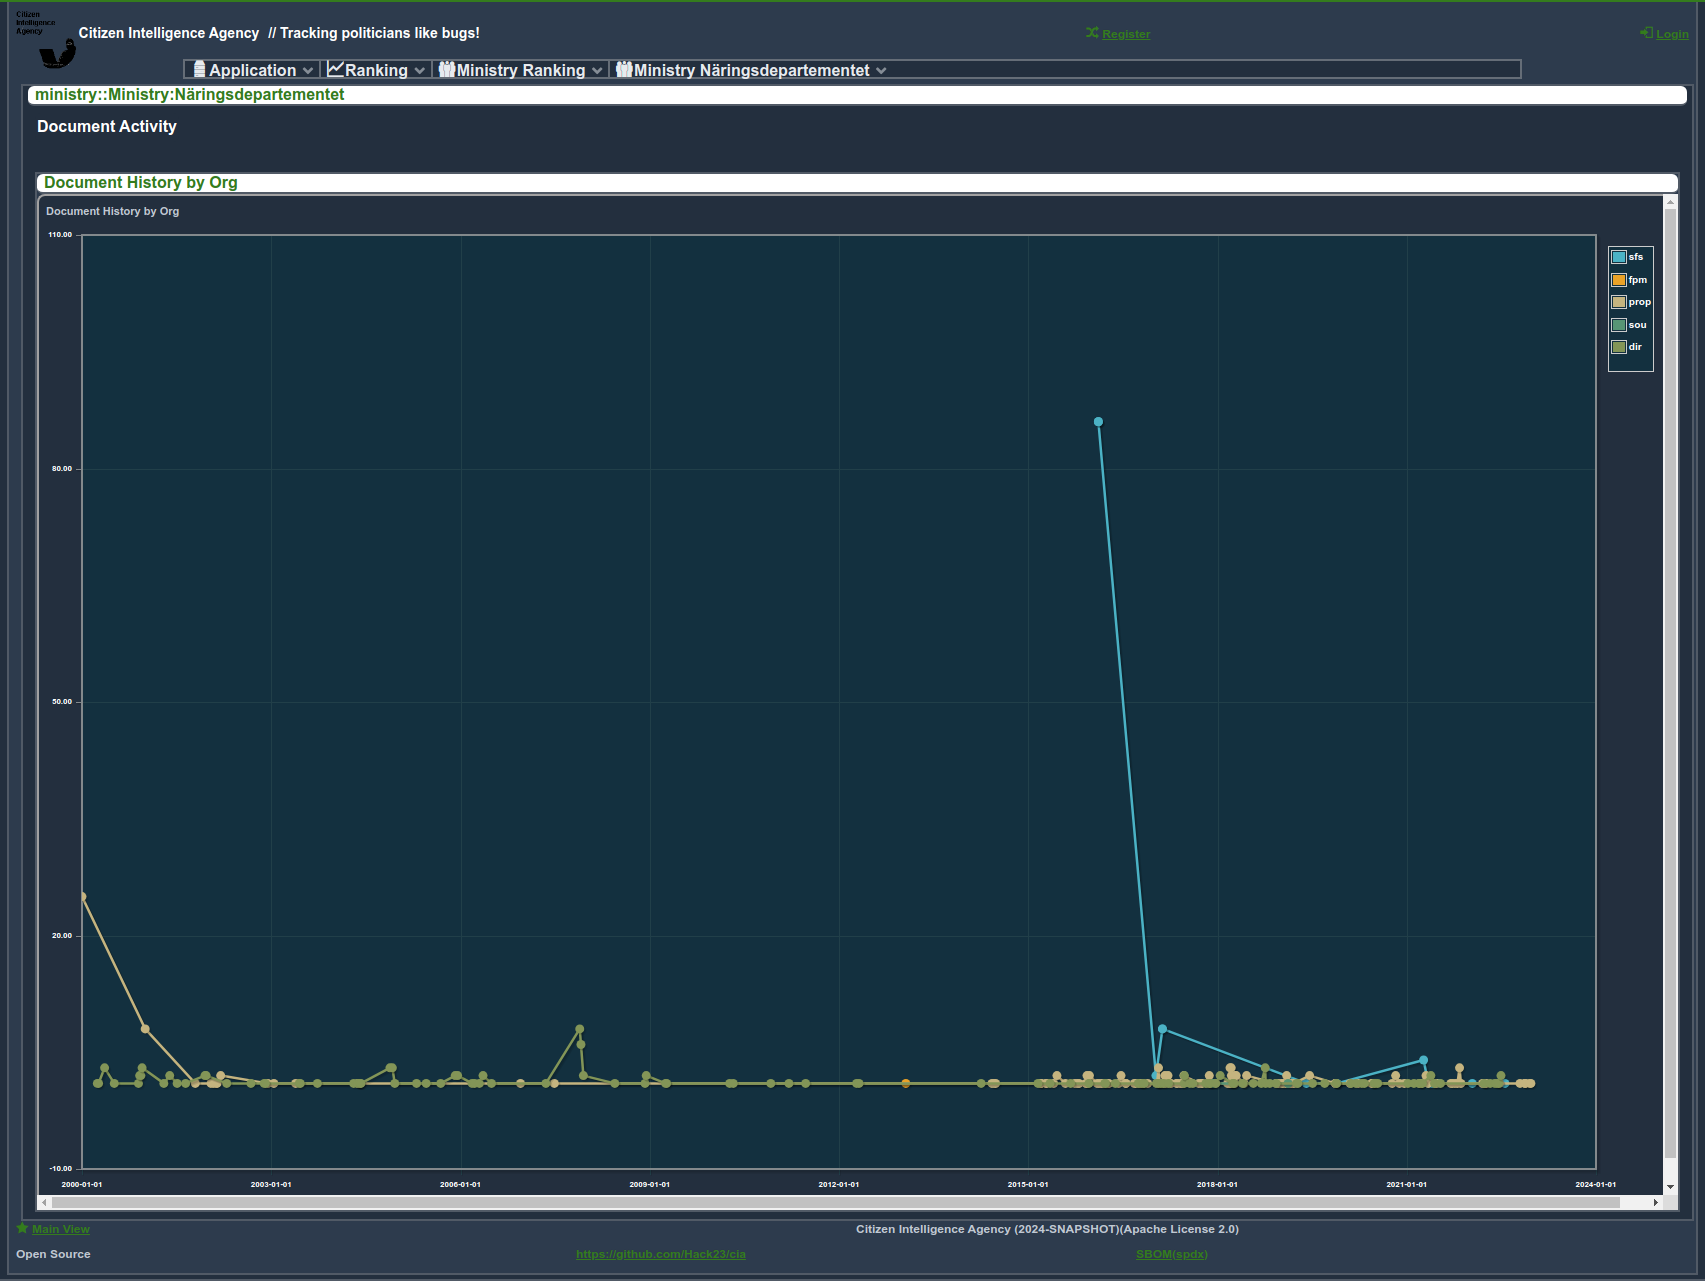 Citizen
Intelligence
Agency
Citizen Intelligence Agency // Tracking politicians like bugs!
Register
Login
Application
Ranking
Ministry Ranking
Ministry Näringsdepartementet
ministry::Ministry:Näringsdepartementet
Document Activity
Document History by Org
Document History by Org
110.00
80.00
50.00
20.00
-10.00
2000-01-01
2003-01-01
2006-01-01
2009-01-01
2012-01-01
2015-01-01
2018-01-01
2021-01-01
2024-01-01
sfs
fpm
prop
sou
dir
Main View
Citizen Intelligence Agency (2024-SNAPSHOT)(Apache License 2.0)
Open Source
https://github.com/Hack23/cia
SBOM(spdx)